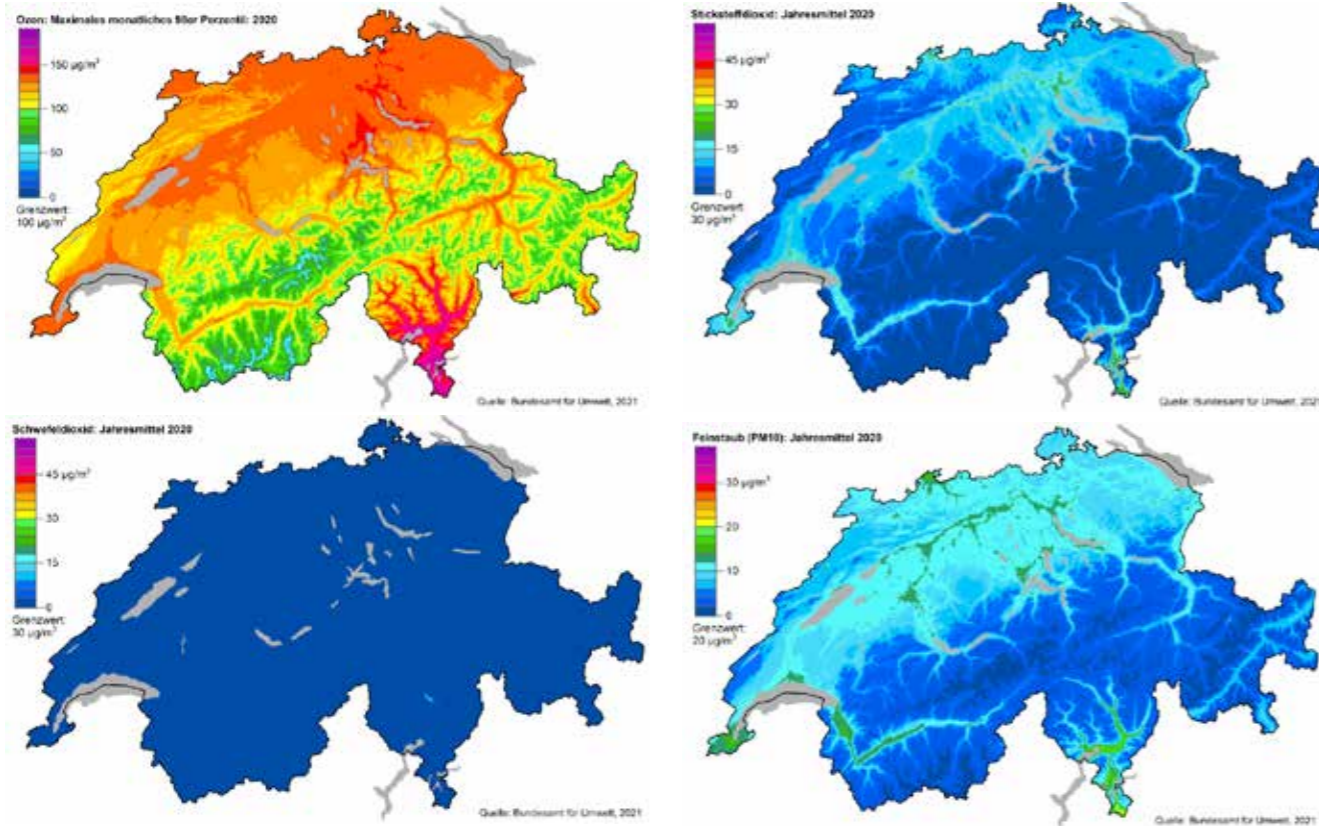 Ozon: Maximales monatliches 98er Perzentil: 2020
150 µg/m³
100
50
0
Grenzwert:
100 µg/m³
Quelle: Bundesamt für Umwelt, 2021
Stickstoffdioxid: Jahresmittel 2020
45 µg/m³
30
15
0
Grenzwert:
30 µg/m³
Quelle: Bundesamt für Umwelt, 2021
Schwefeldioxid: Jahresmittel 2020
45 µg/m³
30
15
0
Grenzwert:
30 µg/m³
Quelle: Bundesamt für Umwelt, 2021
Feinstaub (PM10): Jahresmittel 2020
30 µg/m³
20
10
0
Grenzwert:
20 µg/m³
Quelle: Bundesamt für Umwelt, 2021